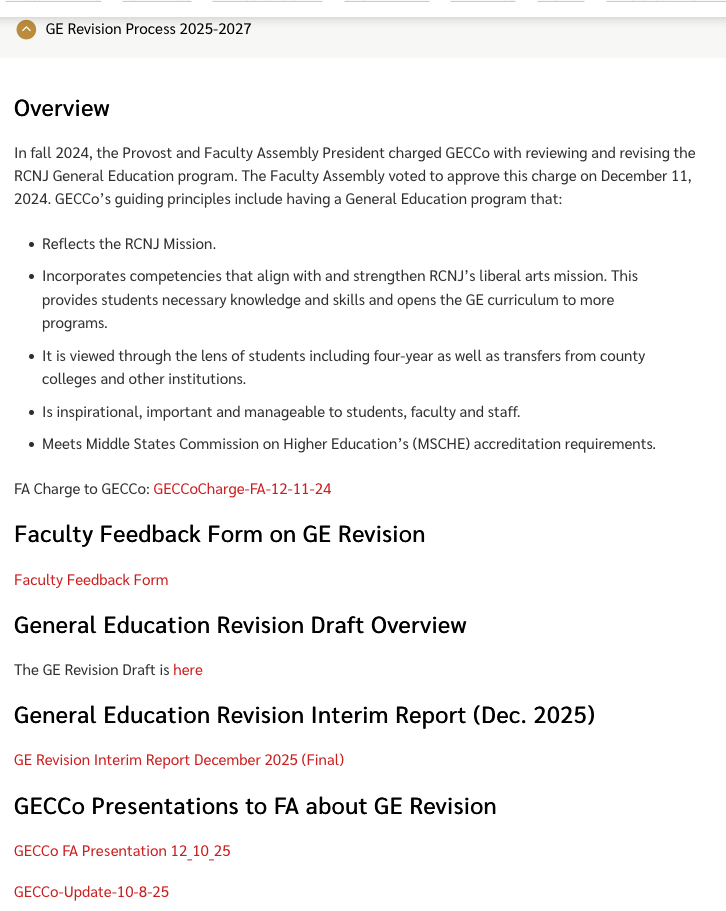 GE Revision Process 2025-2027
Overview
In fall 2024, the Provost and Faculty Assembly President charged GECCo with reviewing and revising the
RCNJ General Education program. The Faculty Assembly voted to approve this charge on December 11,
2024. GECCo’s guiding principles include having a General Education program that:
• Reflects the RCNJ Mission.
• Incorporates competencies that align with and strengthen RCNJ’s liberal arts mission. This
provides students necessary knowledge and skills and opens the GE curriculum to more
programs.
• It is viewed through the lens of students including four-year as well as transfers from county
colleges and other institutions.
• Is inspirational, important and manageable to students, faculty and staff.
• Meets Middle States Commission on Higher Education’s (MSCHE) accreditation requirements.
FA Charge to GECCo: GECCoCharge-FA-12-11-24
Faculty Feedback Form on GE Revision
Faculty Feedback Form
General Education Revision Draft Overview
The GE Revision Draft is here
General Education Revision Interim Report (Dec. 2025)
GE Revision Interim Report December 2025 (Final)
GECCo Presentations to FA about GE Revision
GECCo FA Presentation 12_10_25
GECCo-Update-10-8-25